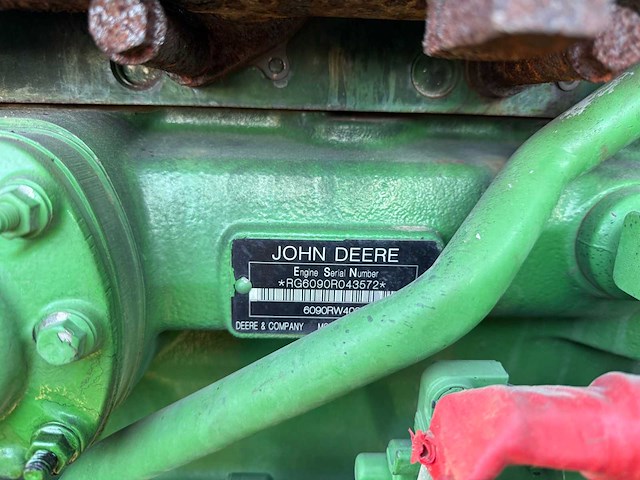 JOHN DEERE
Engine Serial Number
*RG6090R043572*
DEERE & COMPANY